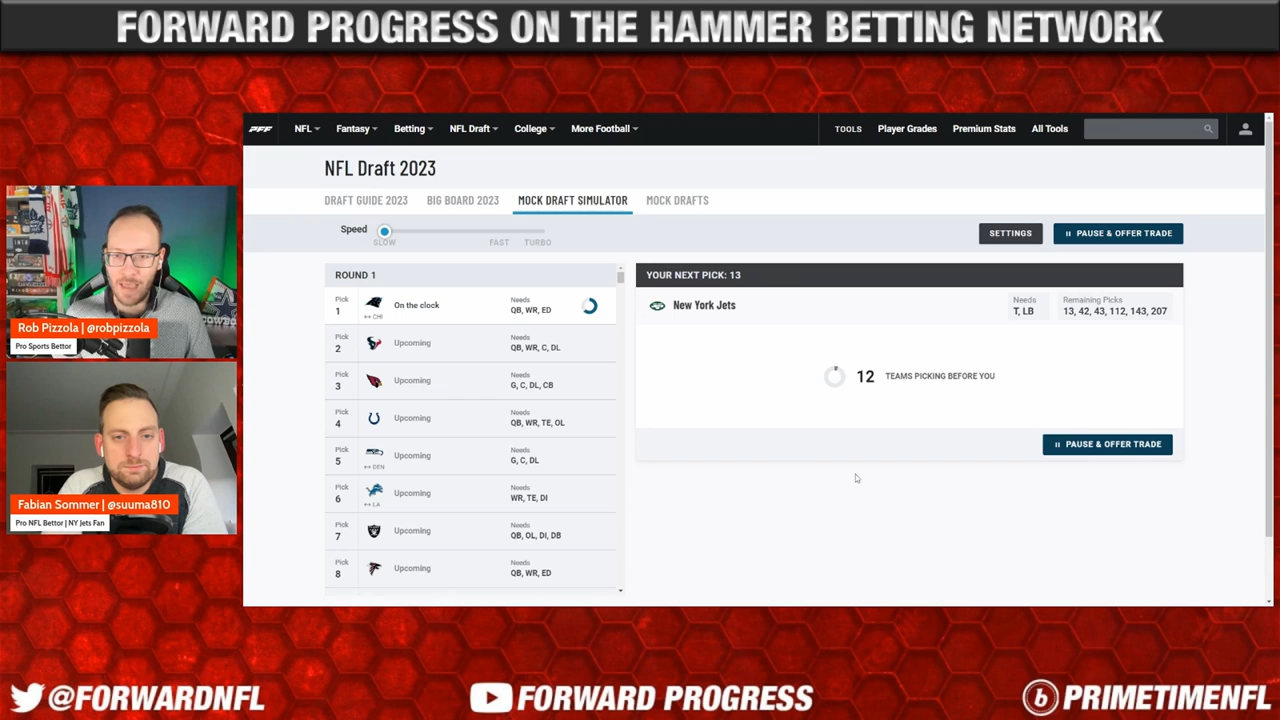 FORWARD PROGRESS ON THE HAMMER BETTING NETWORK
PFF NFL Fantasy Betting NFL Draft College More Football TOOLS Player Grades Premium Stats All Tools
NFL Draft 2023
DRAFT GUIDE 2023 BIG BOARD 2023 MOCK DRAFT SIMULATOR MOCK DRAFTS
Speed
SLOW FAST TURBO
SETTINGS
PAUSE & OFFER TRADE
ROUND 1
Pick 1
↔ CHI
On the clock
Needs
QB, WR, ED
Pick 2
Upcoming
Needs
QB, WR, C, DL
Pick 3
Upcoming
Needs
G, C, DL, CB
Pick 4
Upcoming
Needs
QB, WR, TE, OL
Pick 5
↔ DEN
Upcoming
Needs
G, C, DL
Pick 6
↔ LA
Upcoming
Needs
WR, TE, DI
Pick 7
Upcoming
Needs
QB, OL, DI, DB
Pick 8
Upcoming
Needs
QB, WR, ED
YOUR NEXT PICK: 13
New York Jets
Needs
T, LB
Remaining Picks
13, 42, 43, 112, 143, 207
12 TEAMS PICKING BEFORE YOU
PAUSE & OFFER TRADE
Rob Pizzola | @robpizzola
Pro Sports Bettor
Fabian Sommer | @suuma810
Pro NFL Bettor | NY Jets Fan
@FORWARDNFL
FORWARD PROGRESS
b PRIMETIMENFL